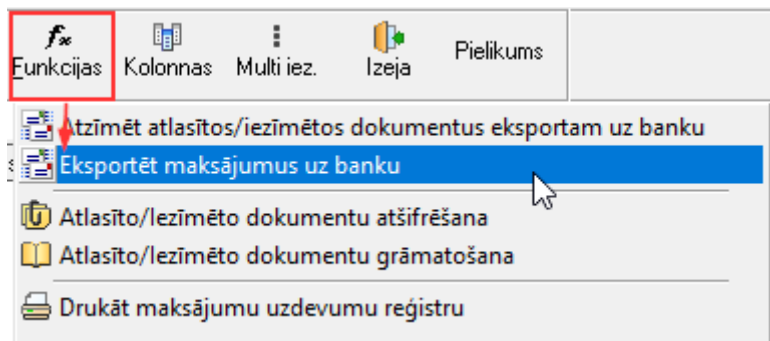 Funkcijas
Kolonnas
Multi iez.
Izeja
Pielikums
Atzīmēt atlasītos/iezīmētos dokumentus eksportam uz banku
Eksportēt maksājumus uz banku
Atlasīto/Iezīmēto dokumentu atšifrēšana
Atlasīto/Iezīmēto dokumentu grāmatošana
Drukāt maksājumu uzdevumu reģistru